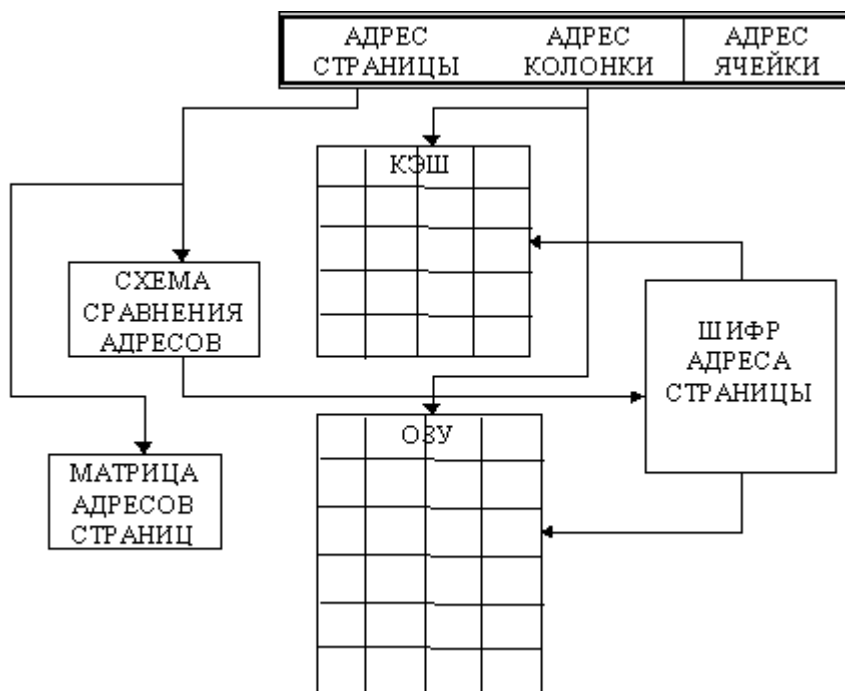 АДРЕС
СТРАНИЦЫ
АДРЕС
КОЛОНКИ
АДРЕС
ЯЧЕЙКИ
КЭШ
СХЕМА
СРАВНЕНИЯ
АДРЕСОВ
ШИФР
АДРЕСА
СТРАНИЦЫ
ОЗУ
МАТРИЦА
АДРЕСОВ
СТРАНИЦ